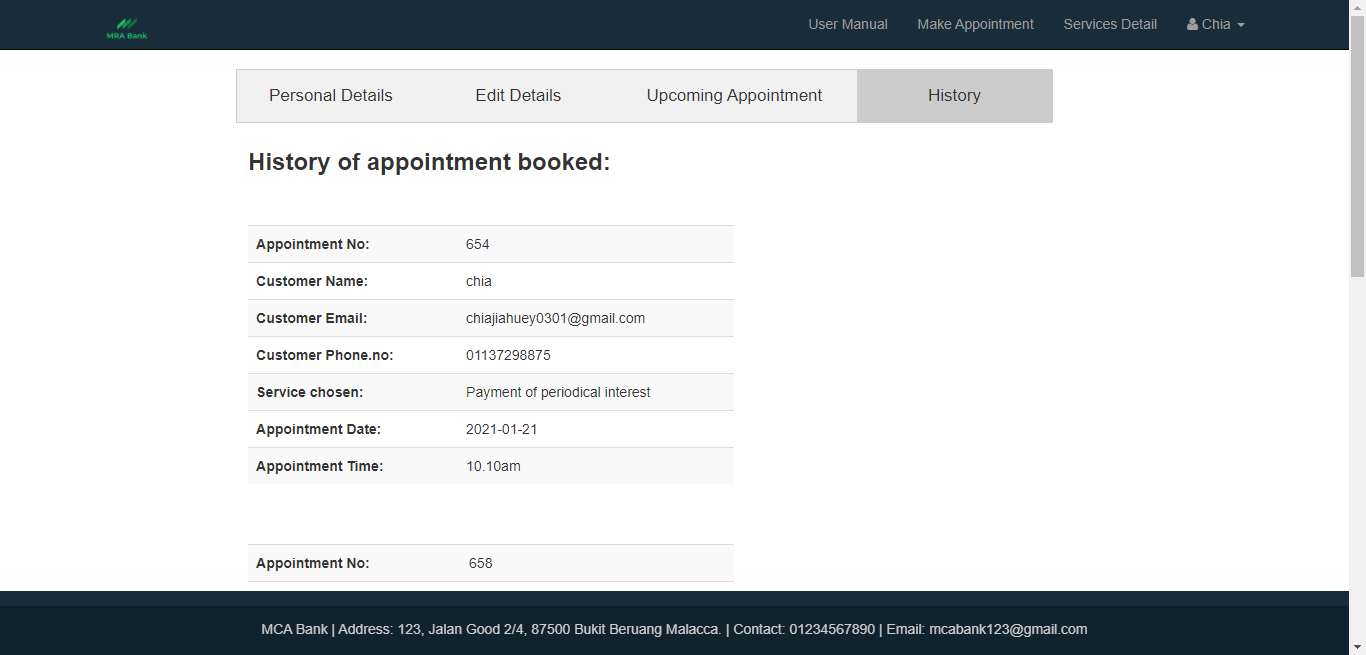 MRA Bank
User Manual Make Appointment Services Detail Chia
Personal Details Edit Details Upcoming Appointment History
History of appointment booked:
Appointment No: 654
Customer Name: chia
Customer Email: chiajiahuey0301@gmail.com
Customer Phone.no: 01137298875
Service chosen: Payment of periodical interest
Appointment Date: 2021-01-21
Appointment Time: 10.10am
Appointment No: 658
MCA Bank | Address: 123, Jalan Good 2/4, 87500 Bukit Beruang Malacca. | Contact: 01234567890 | Email: mcabank123@gmail.com